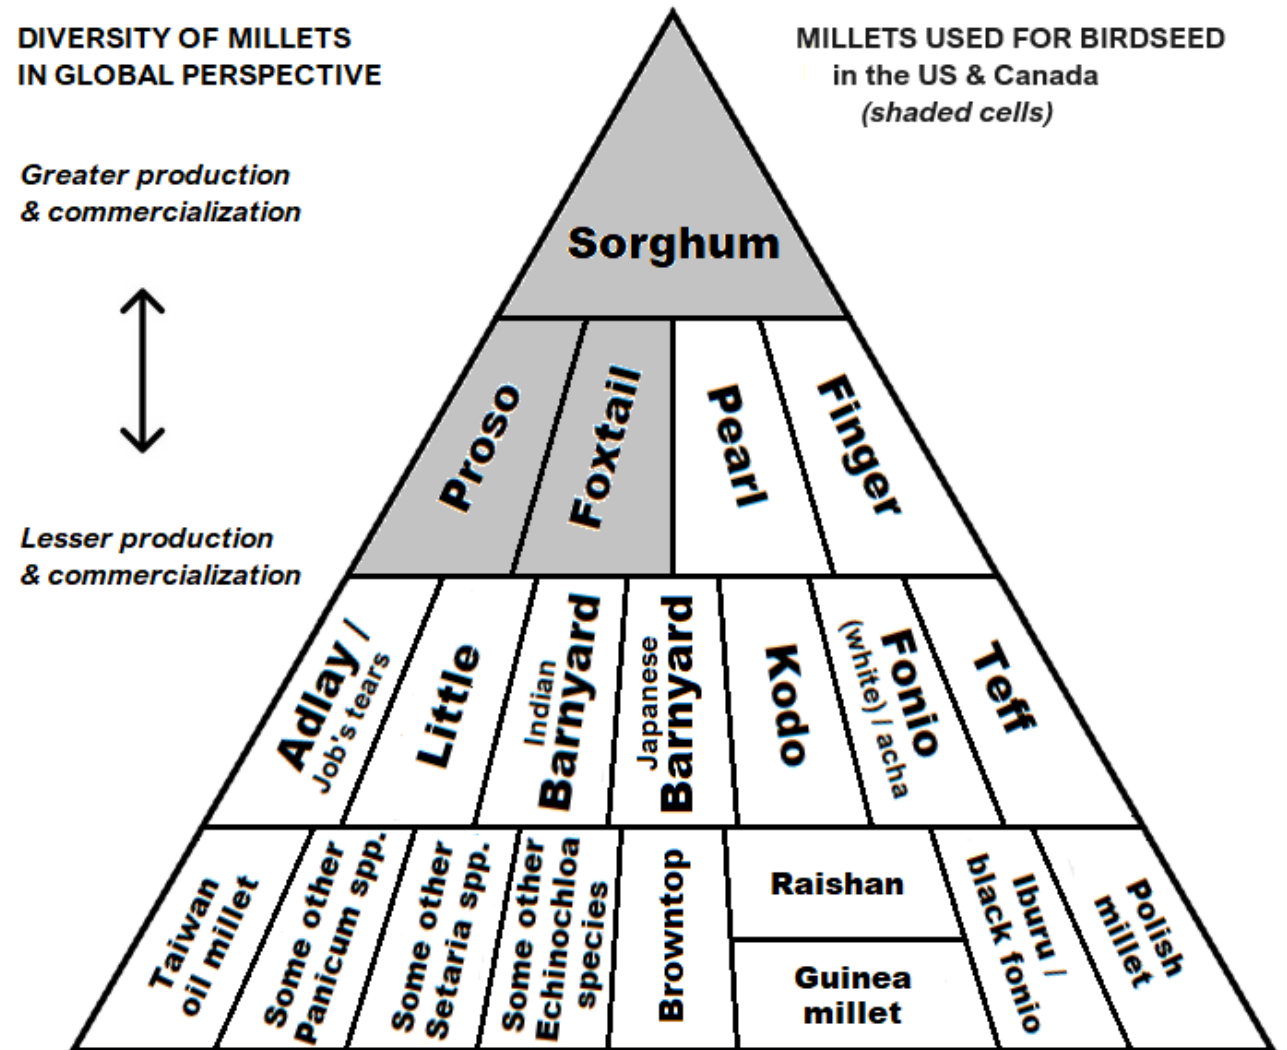 DIVERSITY OF MILLETS
IN GLOBAL PERSPECTIVE
MILLETS USED FOR BIRDSEED
in the US & Canada
(shaded cells)
Greater production
& commercialization
Lesser production
& commercialization
Sorghum
Proso
Foxtail
Pearl
Finger
Adlay /
Job's tears
Little
Indian
Barnyard
Japanese
Barnyard
Kodo
Fonio
(white) / acha
Teff
Taiwan
oil millet
Some other
Panicum spp.
Some other
Setaria spp.
Some other
Echinochloa
species
Browntop
Raishan
Guinea
millet
Iburu /
black fonio
Polish
millet